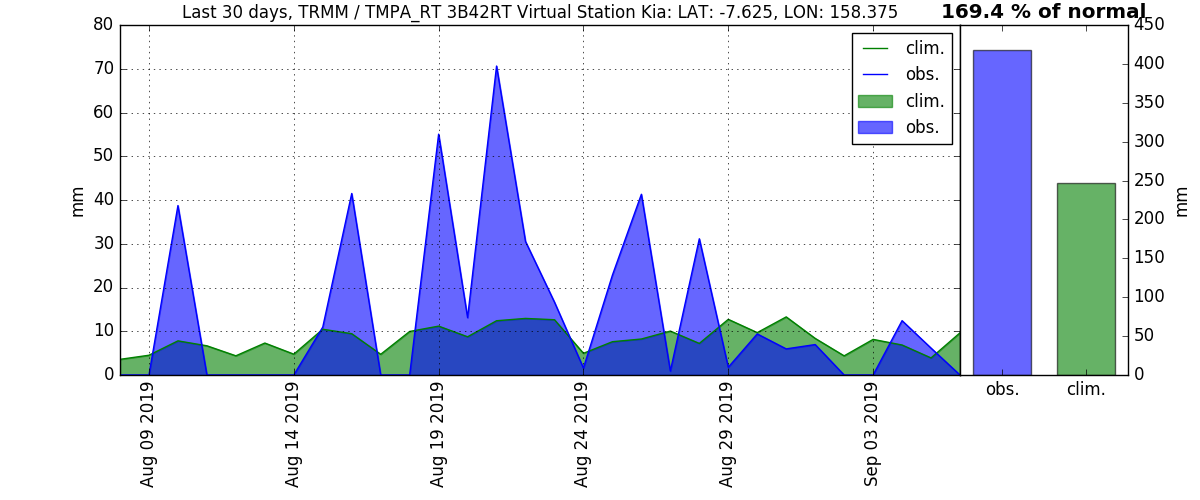 Last 30 days, TRMM / TMPA_RT 3B42RT Virtual Station Kia: LAT: -7.625, LON: 158.375
169.4 % of normal
80
70
60
50
40
30
20
10
0
mm
clim.
obs.
clim.
obs.
Aug 09 2019
Aug 14 2019
Aug 19 2019
Aug 24 2019
Aug 29 2019
Sep 03 2019
450
400
350
300
250
200
150
100
50
0
mm
obs.
clim.